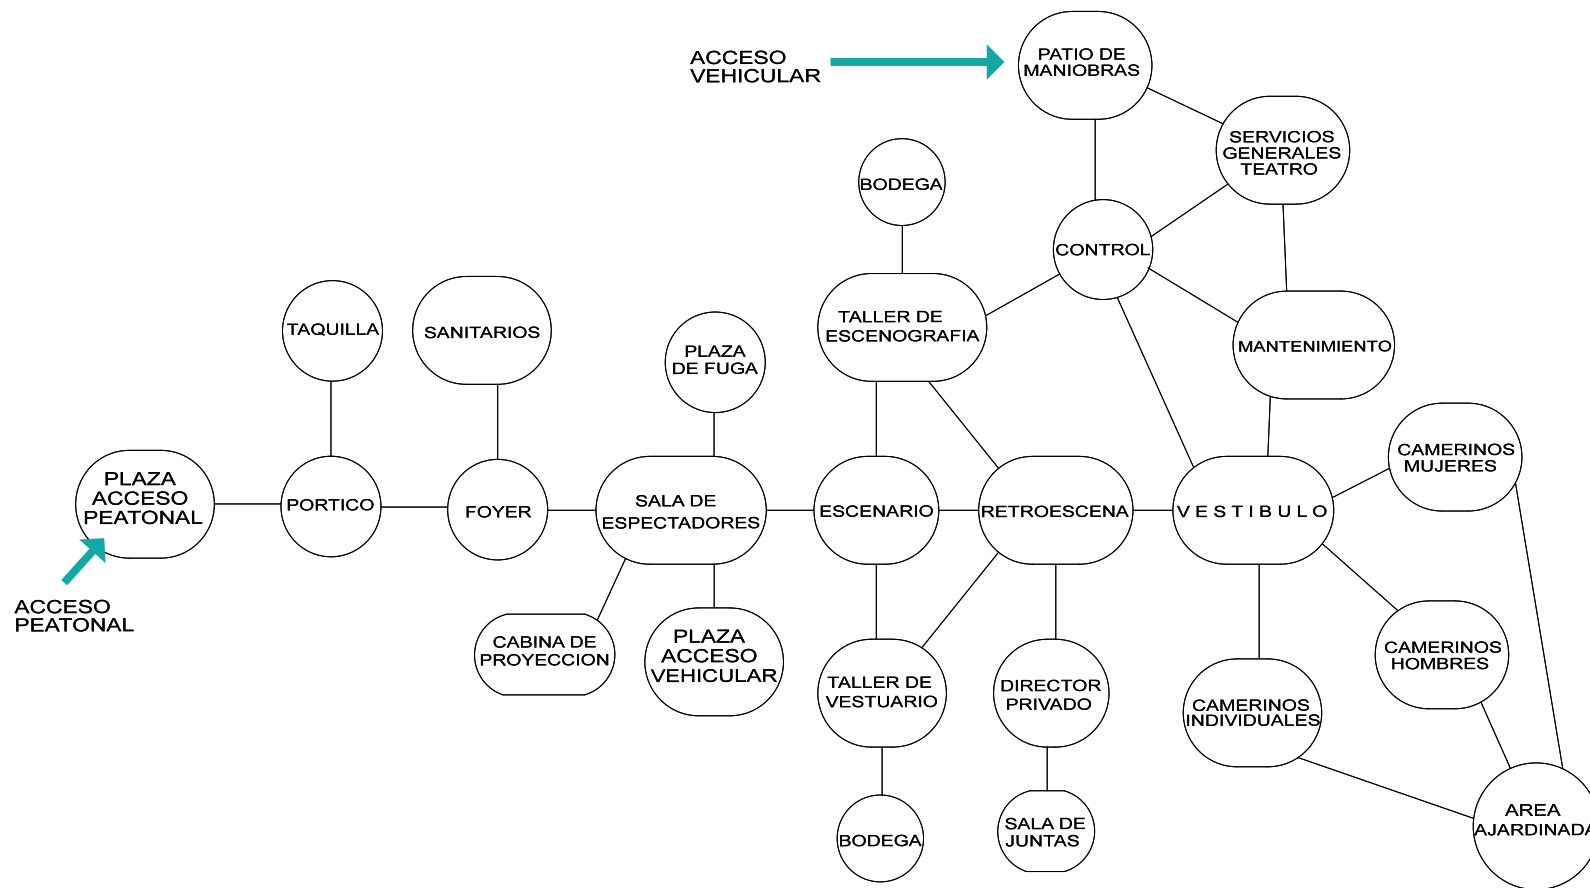 ACCESO
VEHICULAR
PATIO DE
MANIOBRAS
SERVICIOS
GENERALES
TEATRO
BODEGA
CONTROL
TALLER DE
ESCENOGRAFIA
MANTENIMIENTO
TAQUILLA
SANITARIOS
PLAZA
DE FUGA
CAMERINOS
MUJERES
PLAZA
ACCESO
PEATONAL
PORTICO
FOYER
SALA DE
ESPECTADORES
ESCENARIO
RETROESCENA
VESTIBULO
ACCESO
PEATONAL
CABINA DE
PROYECCION
PLAZA
ACCESO
VEHICULAR
TALLER DE
VESTUARIO
DIRECTOR
PRIVADO
CAMERINOS
HOMBRES
CAMERINOS
INDIVIDUALES
BODEGA
SALA DE
JUNTAS
AREA
AJARDINADA